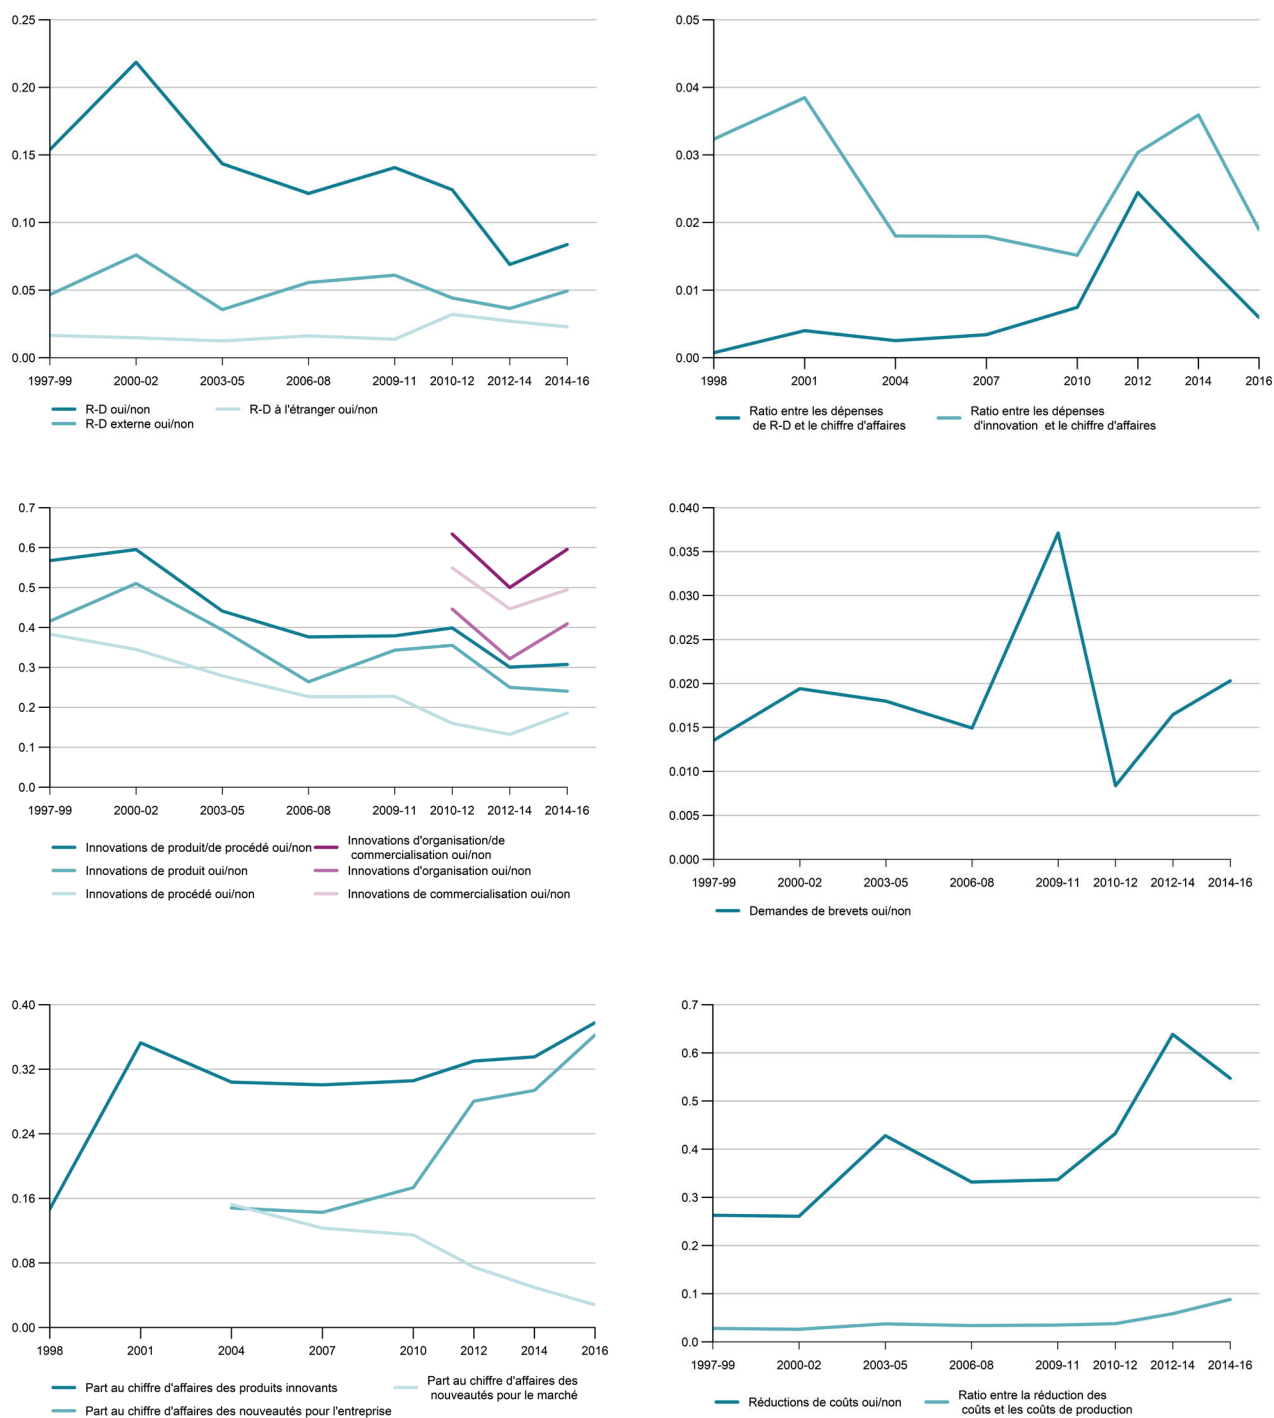 0.25
0.20
0.15
0.10
0.05
0.00
1997-99 2000-02 2003-05 2006-08 2009-11 2010-12 2012-14 2014-16
R-D oui/non
R-D à l'étranger oui/non
R-D externe oui/non
0.05
0.04
0.03
0.02
0.01
0.00
1998 2001 2004 2007 2010 2012 2014 2016
Ratio entre les dépenses
de R-D et le chiffre d'affaires
Ratio entre les dépenses
d'innovation et le chiffre d'affaires
0.7
0.6
0.5
0.4
0.3
0.2
0.1
0.0
1997-99 2000-02 2003-05 2006-08 2009-11 2010-12 2012-14 2014-16
Innovations de produit/de procédé oui/non
Innovations de produit oui/non
Innovations de procédé oui/non
Innovations d'organisation/de
commercialisation oui/non
Innovations d'organisation oui/non
Innovations de commercialisation oui/non
0.040
0.035
0.030
0.025
0.020
0.015
0.010
0.005
0.000
1997-99 2000-02 2003-05 2006-08 2009-11 2010-12 2012-14 2014-16
Demandes de brevets oui/non
0.40
0.32
0.24
0.16
0.08
0.00
1998 2001 2004 2007 2010 2012 2014 2016
Part au chiffre d'affaires des produits innovants
Part au chiffre d'affaires des nouveautés pour l'entreprise
Part au chiffre d'affaires des
nouveautés pour le marché
0.7
0.6
0.5
0.4
0.3
0.2
0.1
0.0
1997-99 2000-02 2003-05 2006-08 2009-11 2010-12 2012-14 2014-16
Réductions de coûts oui/non
Ratio entre la réduction des
coûts et les coûts de production